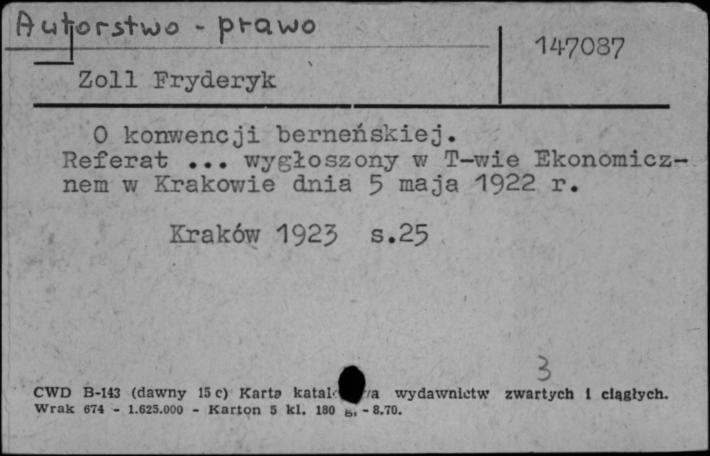 Autorstwo - prawo
147087
Zoll Fryderyk
O konwencji berneńskiej.
Referat ... wygłoszony w T-wie Ekonomicz-
nem w Krakowie dnia 5 maja 1922 r.
Kraków 1923 s.25
3
CWD B-143 (dawny 15 c) Karta wydawnictw zwartych i ciągłych.
Wrak 674 - 1.625.000 - Karton 5 kl. 180 g. - 8.70.